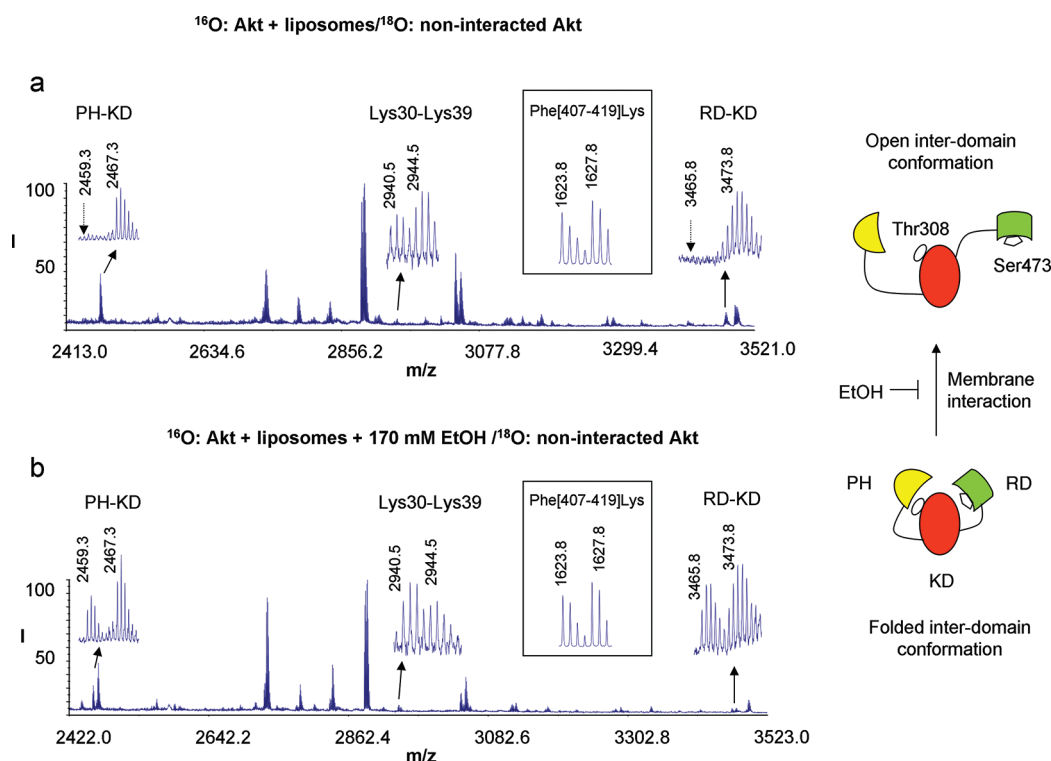 ¹⁶O: Akt + liposomes/¹⁸O: non-interacted Akt
a
PH-KD
Lys30-Lys39
Phe[407-419]Lys
RD-KD
2459.3
2467.3
2940.5
2944.5
1623.8
1627.8
3465.8
3473.8
100
I
50
2413.0 2634.6 2856.2 3077.8 3299.4 3521.0
m/z
¹⁶O: Akt + liposomes + 170 mM EtOH /¹⁸O: non-interacted Akt
b
PH-KD
Lys30-Lys39
Phe[407-419]Lys
RD-KD
2459.3
2467.3
2940.5
2944.5
1623.8
1627.8
3465.8
3473.8
100
I
50
2422.0 2642.2 2862.4 3082.6 3302.8 3523.0
m/z
Open inter-domain
conformation
Thr308
Ser473
EtOH
Membrane
interaction
PH
RD
KD
Folded inter-domain
conformation